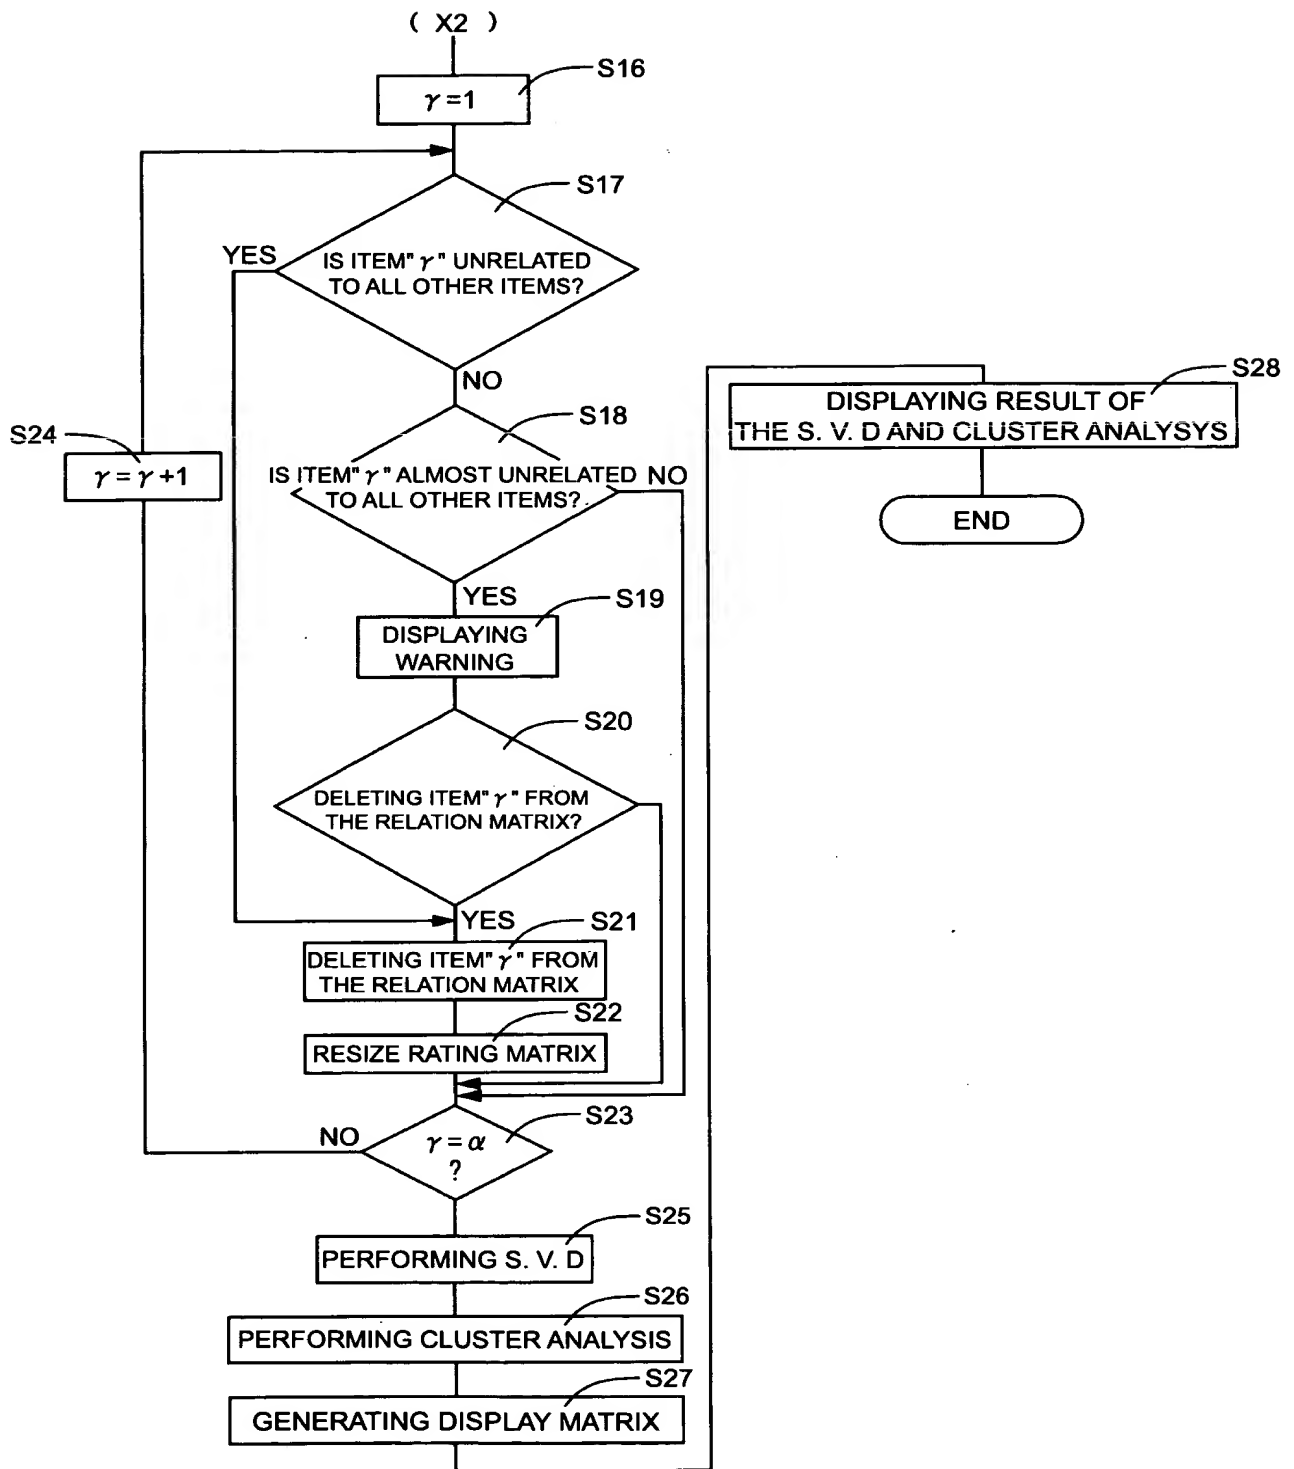 ( X2 )
S16
γ=1
S17
YES
IS ITEM" γ " UNRELATED
TO ALL OTHER ITEMS?
NO
S18
IS ITEM" γ " ALMOST UNRELATED
TO ALL OTHER ITEMS?
NO
S24
γ = γ +1
YES
S19
DISPLAYING
WARNING
S20
DELETING ITEM" γ " FROM
THE RELATION MATRIX?
YES
S21
DELETING ITEM" γ " FROM
THE RELATION MATRIX
S22
RESIZE RATING MATRIX
S23
NO
γ = α
?
S25
PERFORMING S. V. D
S26
PERFORMING CLUSTER ANALYSIS
S27
GENERATING DISPLAY MATRIX
S28
DISPLAYING RESULT OF
THE S. V. D AND CLUSTER ANALYSYS
END